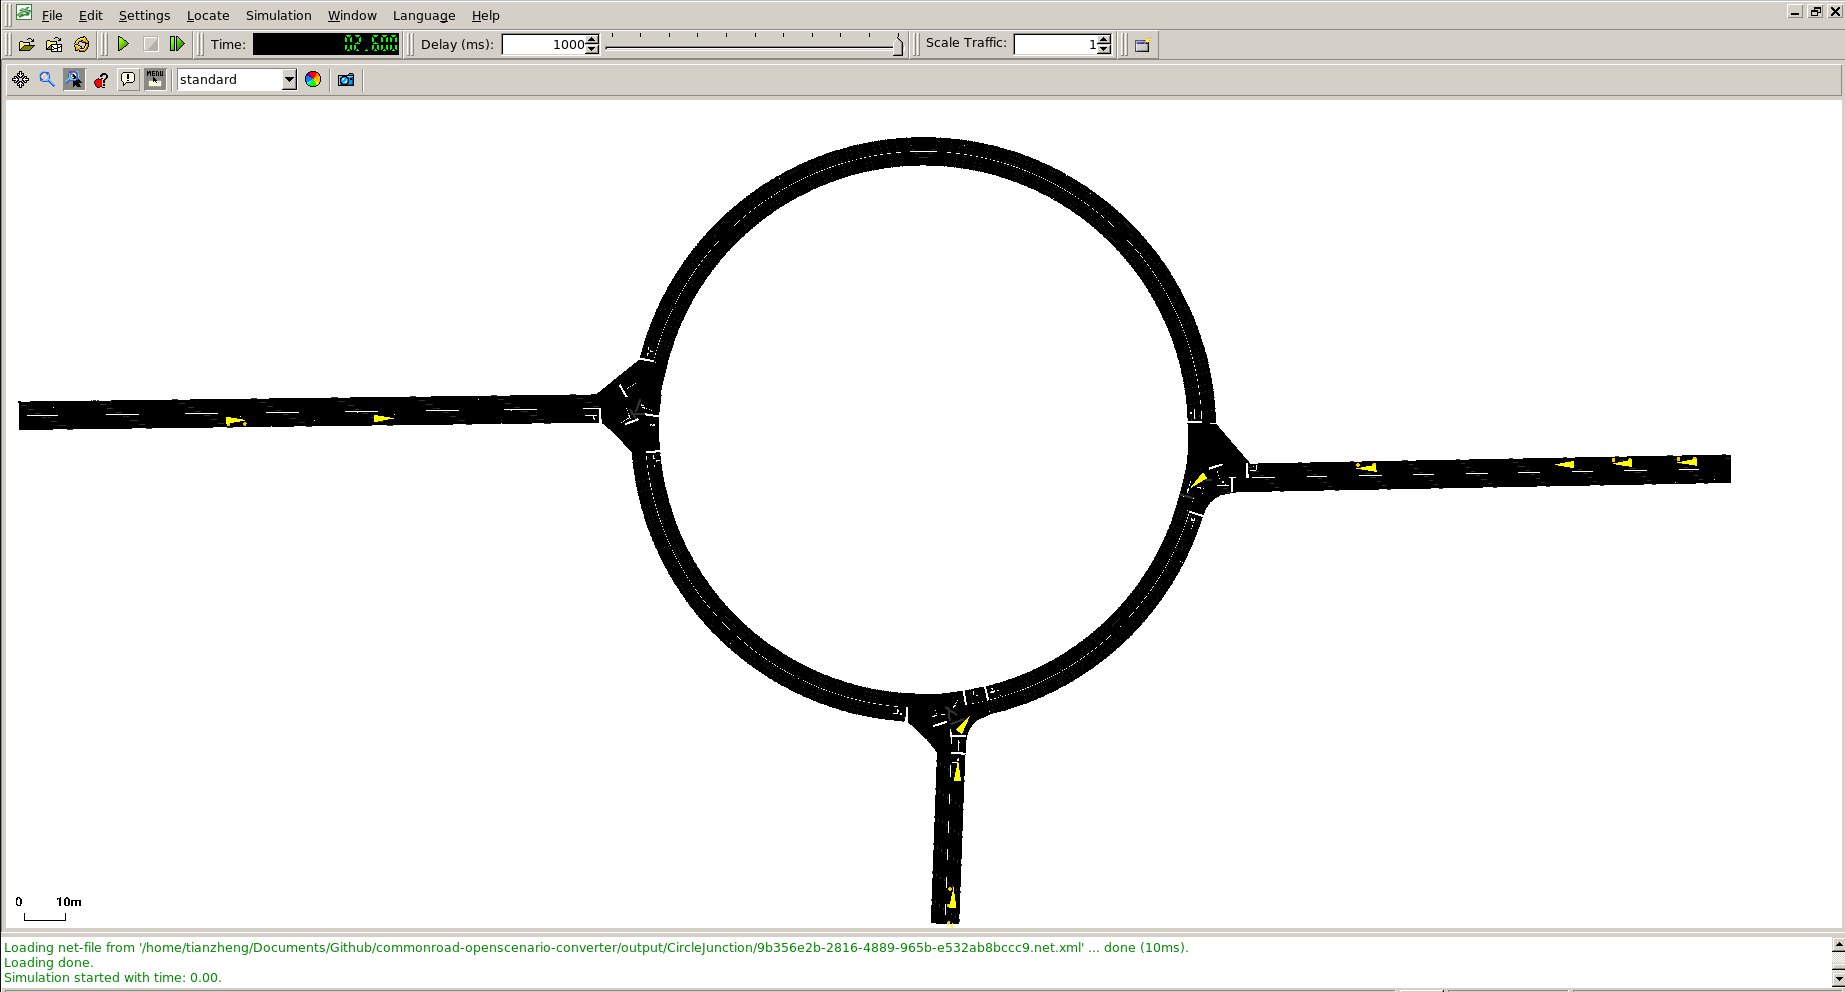 File Edit Settings Locate Simulation Window Language Help
Time: 02.600 Delay (ms): 1000 Scale Traffic: 1
MENU standard
0 10m
Loading net-file from '/home/tianzheng/Documents/Github/commonroad-openscenario-converter/output/CircleJunction/9b356e2b-2816-4889-965b-e532ab8bccc9.net.xml' ... done (10ms).
Loading done.
Simulation started with time: 0.00.